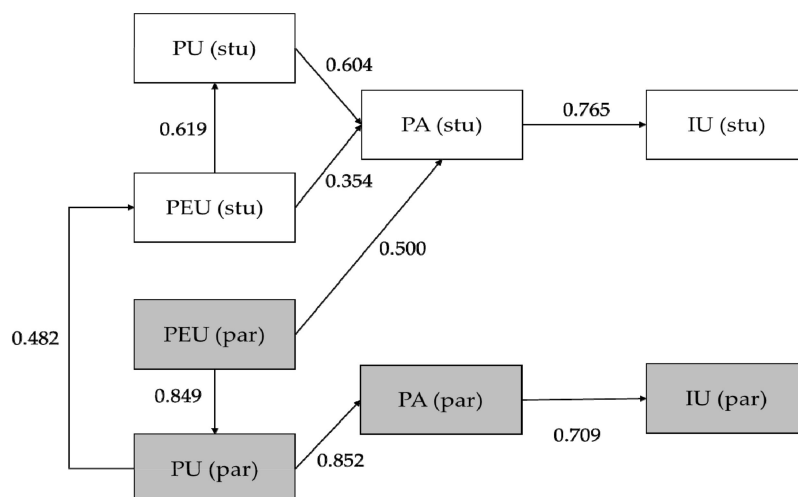 PU (stu)
0.604
0.619
PA (stu)
0.765
IU (stu)
PEU (stu)
0.354
0.500
0.482
PEU (par)
0.849
PA (par)
0.709
IU (par)
PU (par)
0.852